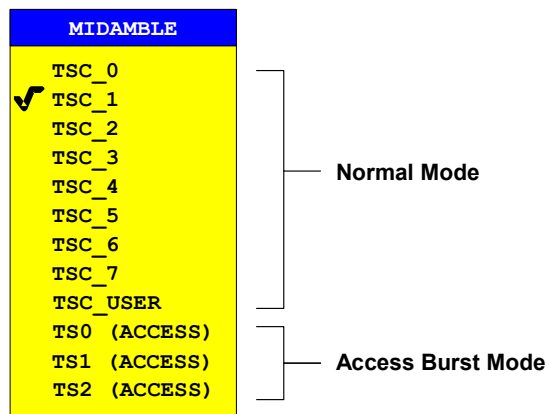 MIDAMBLE
TSC_0
TSC_1
TSC_2
TSC_3
TSC_4
TSC_5
TSC_6
TSC_7
TSC_USER
TS0 (ACCESS)
TS1 (ACCESS)
TS2 (ACCESS)
Normal Mode
Access Burst Mode